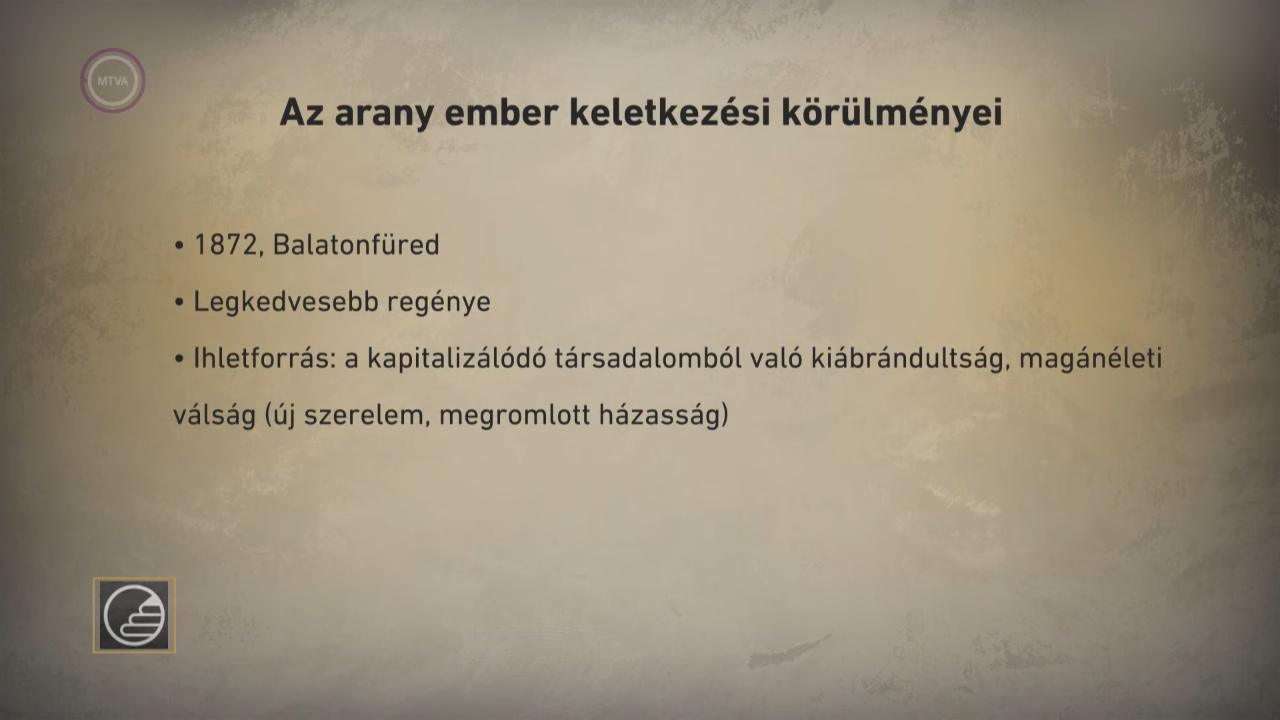 MTVA
Az arany ember keletkezési körülményei
• 1872, Balatonfüred
• Legkedvesebb regénye
• Ihletforrás: a kapitalizálódó társadalomból való kiábrándultság, magánéleti
válság (új szerelem, megromlott házasság)